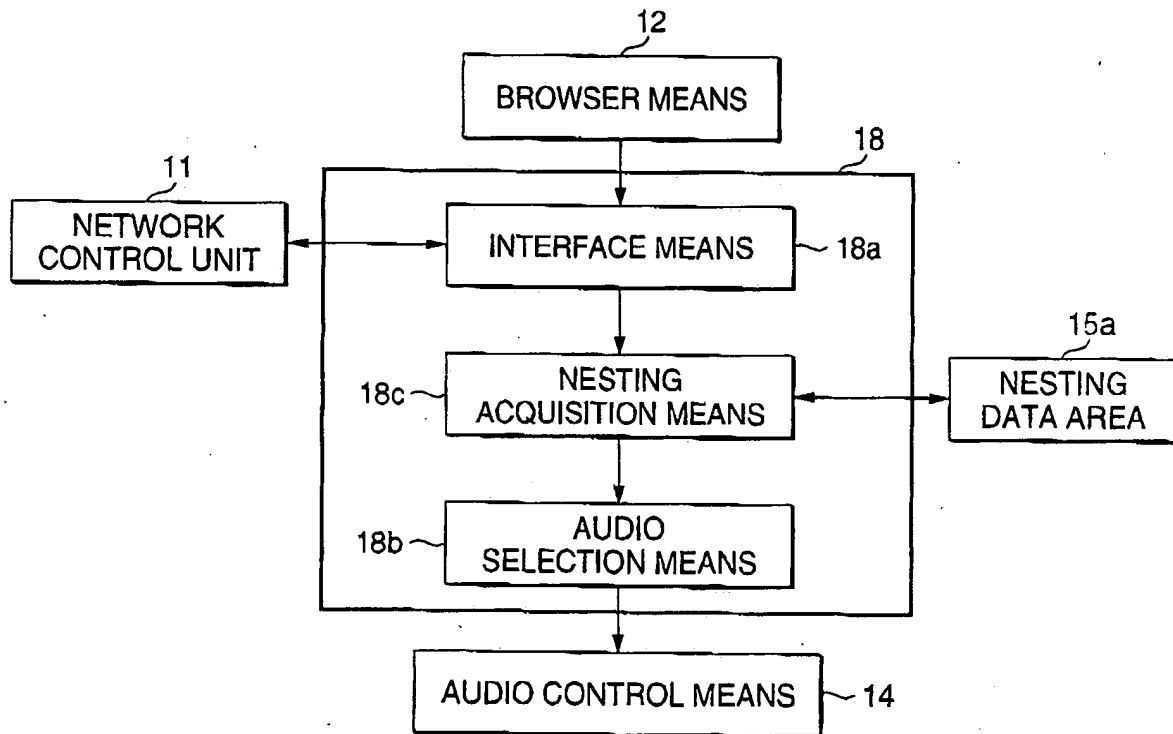 12
BROWSER MEANS
18
11
NETWORK
CONTROL UNIT
INTERFACE MEANS
18a
15a
18c
NESTING
ACQUISITION MEANS
NESTING
DATA AREA
18b
AUDIO
SELECTION MEANS
AUDIO CONTROL MEANS
14